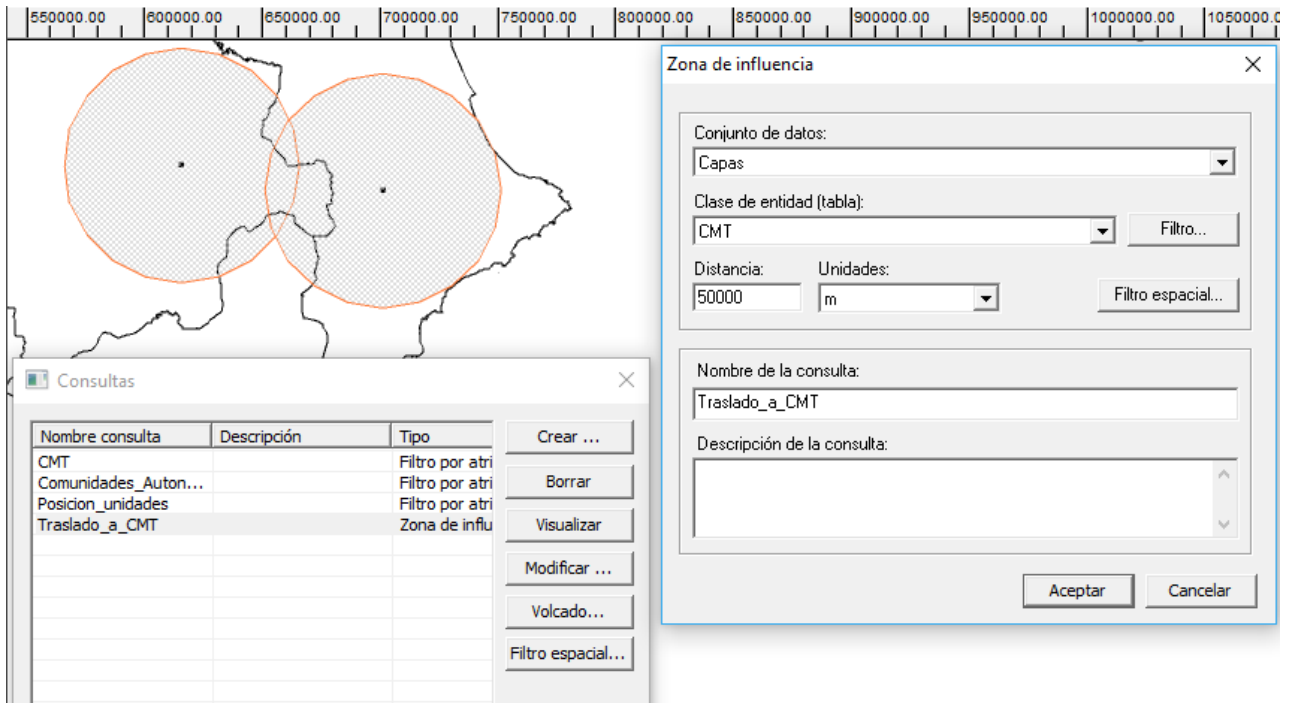 550000.00 600000.00 650000.00 700000.00 750000.00 800000.00 850000.00 900000.00 950000.00 1000000.00 1050000.0
Zona de influencia
Conjunto de datos:
Capas
Clase de entidad (tabla):
CMT Filtro...
Distancia: Unidades:
50000 m Filtro espacial...
Nombre de la consulta:
Traslado_a_CMT
Descripción de la consulta:
Aceptar Cancelar
Consultas
Nombre consulta Descripción Tipo
CMT Filtro por atri
Comunidades_Auton... Filtro por atri
Posicion_unidades Filtro por atri
Traslado_a_CMT Zona de influ
Crear ...
Borrar
Visualizar
Modificar ...
Volcado...
Filtro espacial...